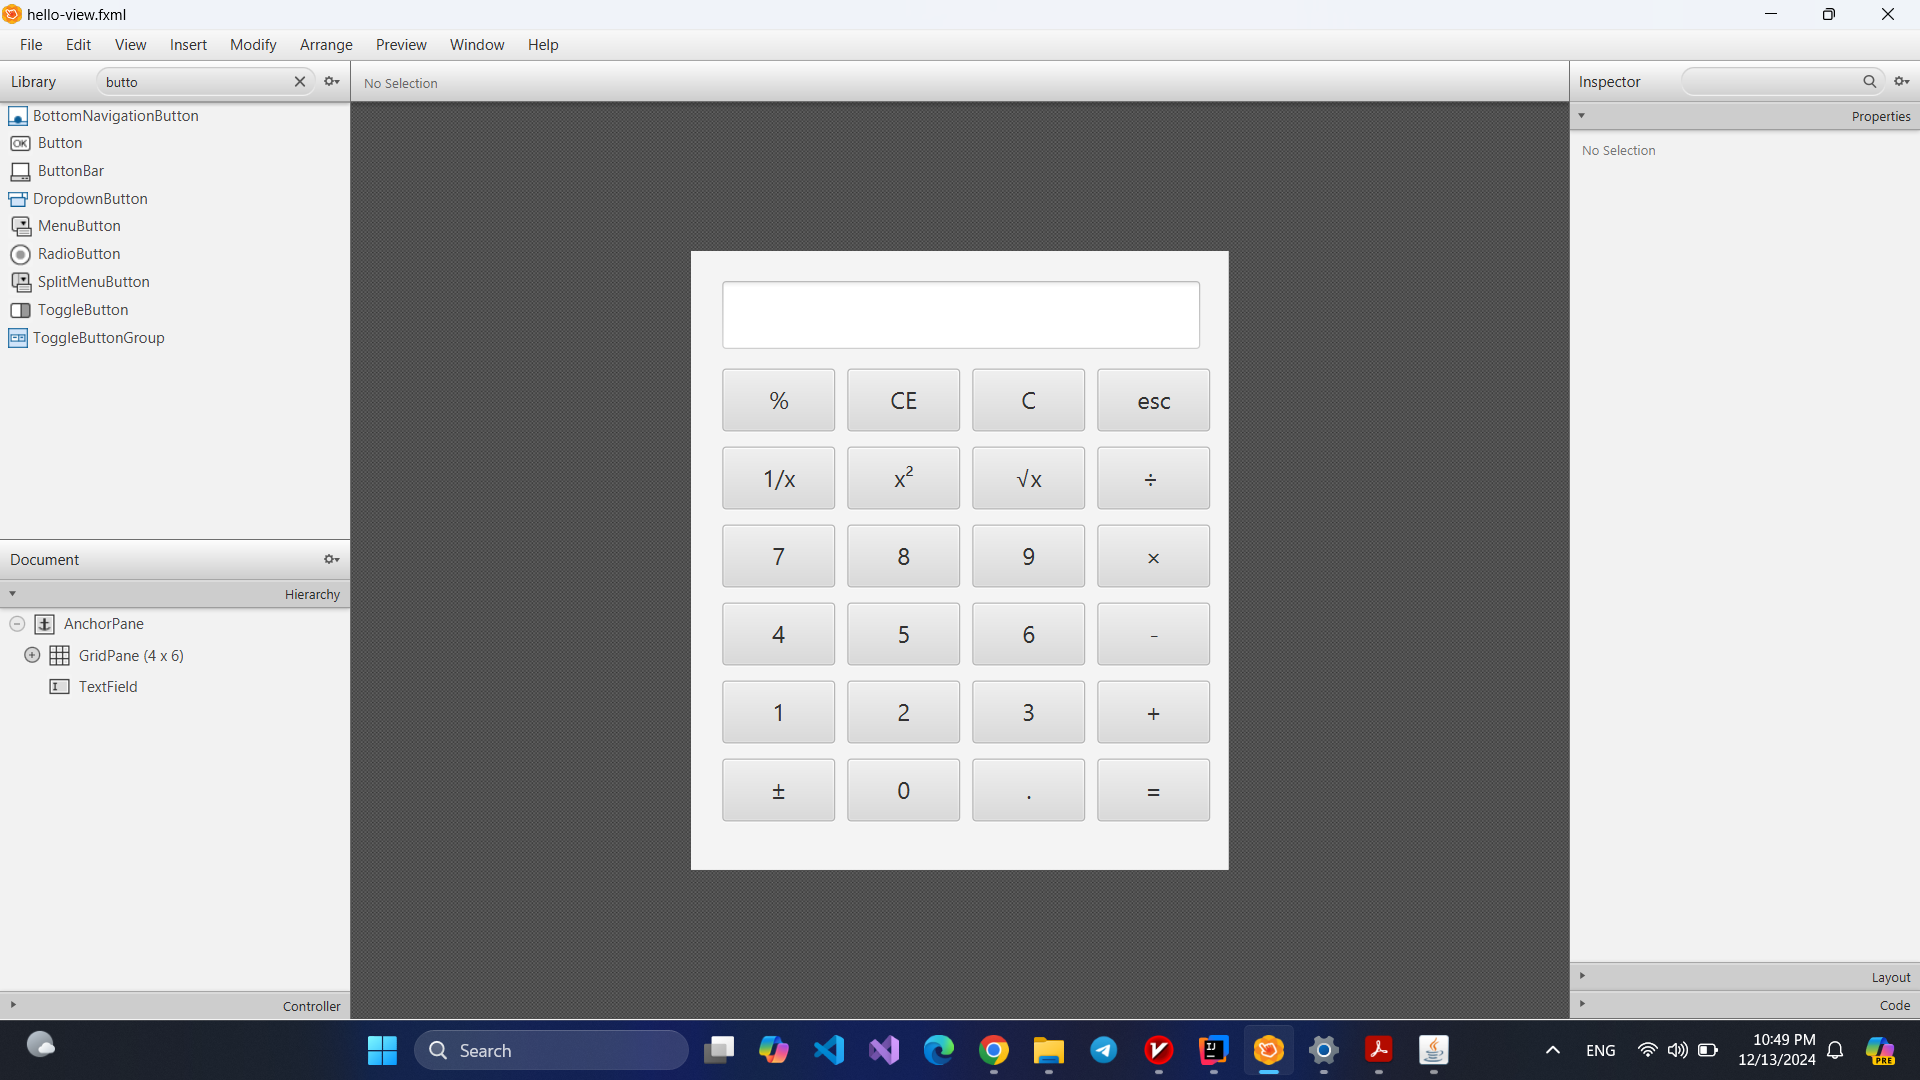 hello-view.fxml
File Edit View Insert Modify Arrange Preview Window Help
Library butto
No Selection
Inspector
BottomNavigationButton
Button
ButtonBar
DropdownButton
MenuButton
RadioButton
SplitMenuButton
ToggleButton
ToggleButtonGroup
Document
Hierarchy
AnchorPane
GridPane (4 x 6)
TextField
Controller
% CE C esc
1/x x² √x ÷
7 8 9 ×
4 5 6 -
1 2 3 +
± 0 . =
Properties
No Selection
Layout
Code
Search
ENG
10:49 PM
12/13/2024
PRE